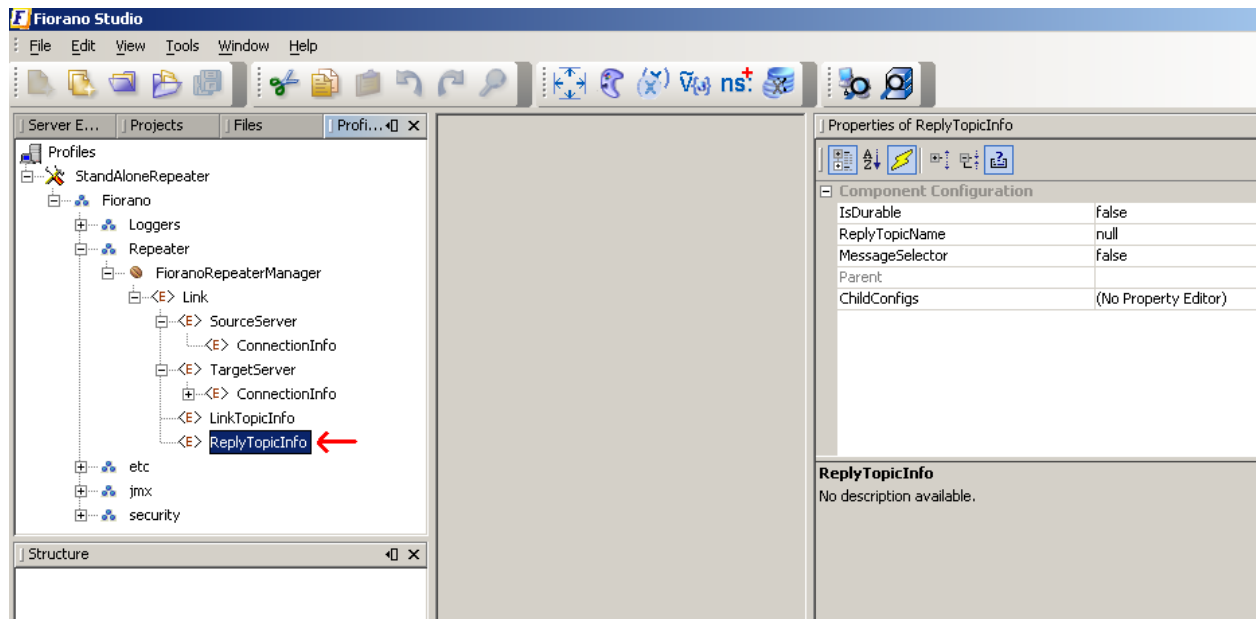 Fiorano Studio
File Edit View Tools Window Help
ns:
Server E... Projects Files Profi...
Profiles
StandAloneRepeater
Fiorano
Loggers
Repeater
FioranoRepeaterManager
<E> Link
<E> SourceServer
<E> ConnectionInfo
<E> TargetServer
<E> ConnectionInfo
<E> LinkTopicInfo
<E> ReplyTopicInfo
etc
jmx
security
Structure
Properties of ReplyTopicInfo
Component Configuration
IsDurable false
ReplyTopicName null
MessageSelector false
Parent
ChildConfigs (No Property Editor)
ReplyTopicInfo
No description available.